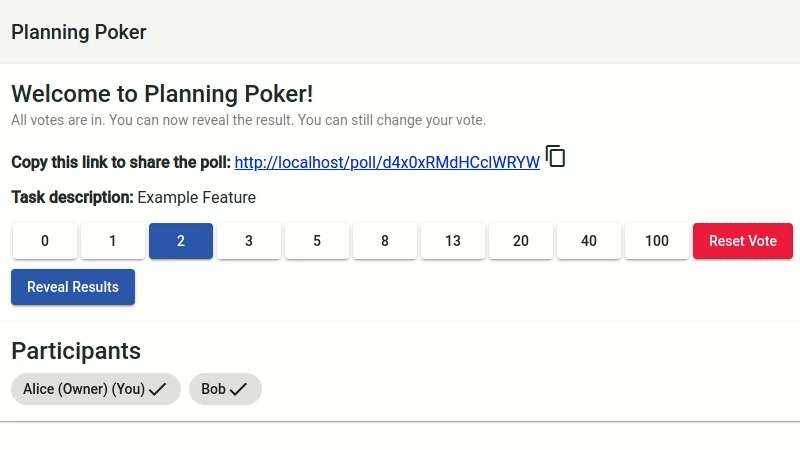 Planning Poker
Welcome to Planning Poker!
All votes are in. You can now reveal the result. You can still change your vote.
Copy this link to share the poll: http://localhost/poll/d4x0xRMdHCclWRYW
Task description: Example Feature
0 1 2 3 5 8 13 20 40 100 Reset Vote
Reveal Results
Participants
Alice (Owner) (You) Bob